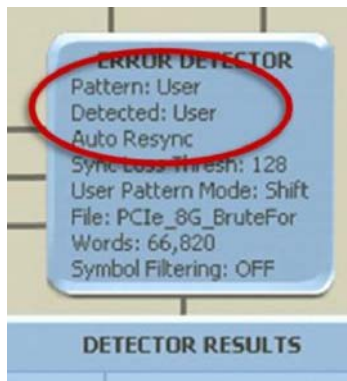 ERROR DETECTOR
Pattern: User
Detected: User
Auto Resync
Sync Loss Thresh: 128
User Pattern Mode: Shift
File: PCIe_8G_BruteFor
Words: 66,820
Symbol Filtering: OFF
DETECTOR RESULTS